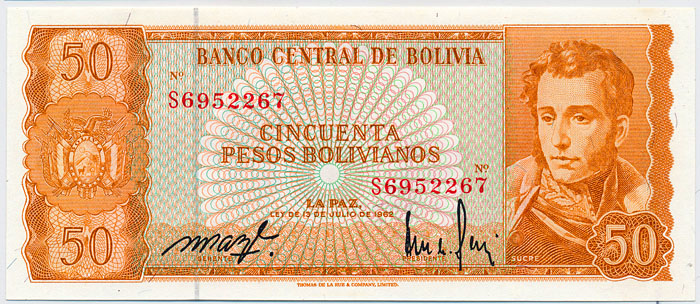 50
BANCO CENTRAL DE BOLIVIA
Nº
S6952267
CINCUENTA
PESOS BOLIVIANOS
Nº
S6952267
LA PAZ,
LEY DE 13 DE JULIO DE 1962
GERENTE
PRESIDENTE
SUCRE
50
50
THOMAS DE LA RUE & COMPANY, LIMITED.